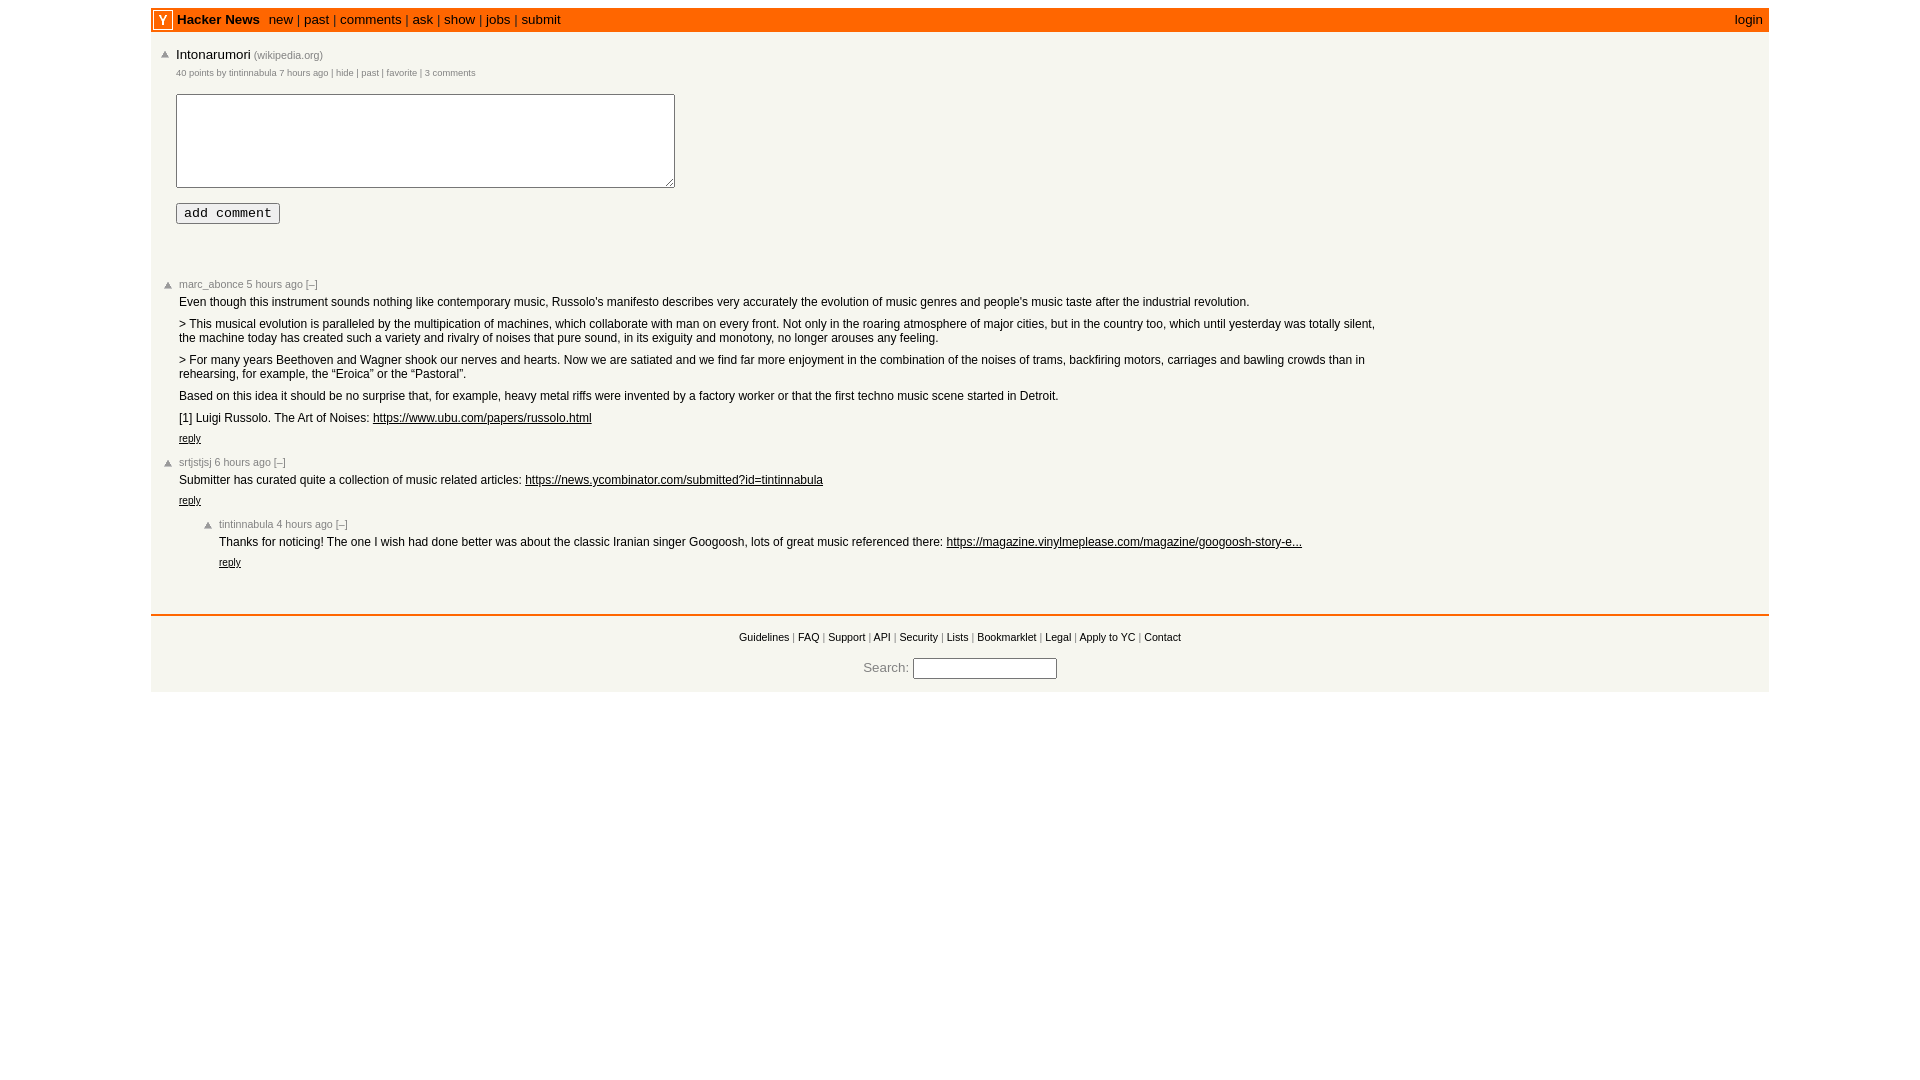 Y Hacker News new | past | comments | ask | show | jobs | submit login
Intonarumori (wikipedia.org)
40 points by tintinnabula 7 hours ago | hide | past | favorite | 3 comments
add comment
marc_abonce 5 hours ago [–]
Even though this instrument sounds nothing like contemporary music, Russolo's manifesto describes very accurately the evolution of music genres and people's music taste after the industrial revolution.
> This musical evolution is paralleled by the multipication of machines, which collaborate with man on every front. Not only in the roaring atmosphere of major cities, but in the country too, which until yesterday was totally silent,
the machine today has created such a variety and rivalry of noises that pure sound, in its exiguity and monotony, no longer arouses any feeling.
> For many years Beethoven and Wagner shook our nerves and hearts. Now we are satiated and we find far more enjoyment in the combination of the noises of trams, backfiring motors, carriages and bawling crowds than in
rehearsing, for example, the “Eroica” or the “Pastoral”.
Based on this idea it should be no surprise that, for example, heavy metal riffs were invented by a factory worker or that the first techno music scene started in Detroit.
[1] Luigi Russolo. The Art of Noises: https://www.ubu.com/papers/russolo.html
reply
srtjstjsj 6 hours ago [–]
Submitter has curated quite a collection of music related articles: https://news.ycombinator.com/submitted?id=tintinnabula
reply
tintinnabula 4 hours ago [–]
Thanks for noticing! The one I wish had done better was about the classic Iranian singer Googoosh, lots of great music referenced there: https://magazine.vinylmeplease.com/magazine/googoosh-story-e...
reply
Guidelines | FAQ | Support | API | Security | Lists | Bookmarklet | Legal | Apply to YC | Contact
Search: